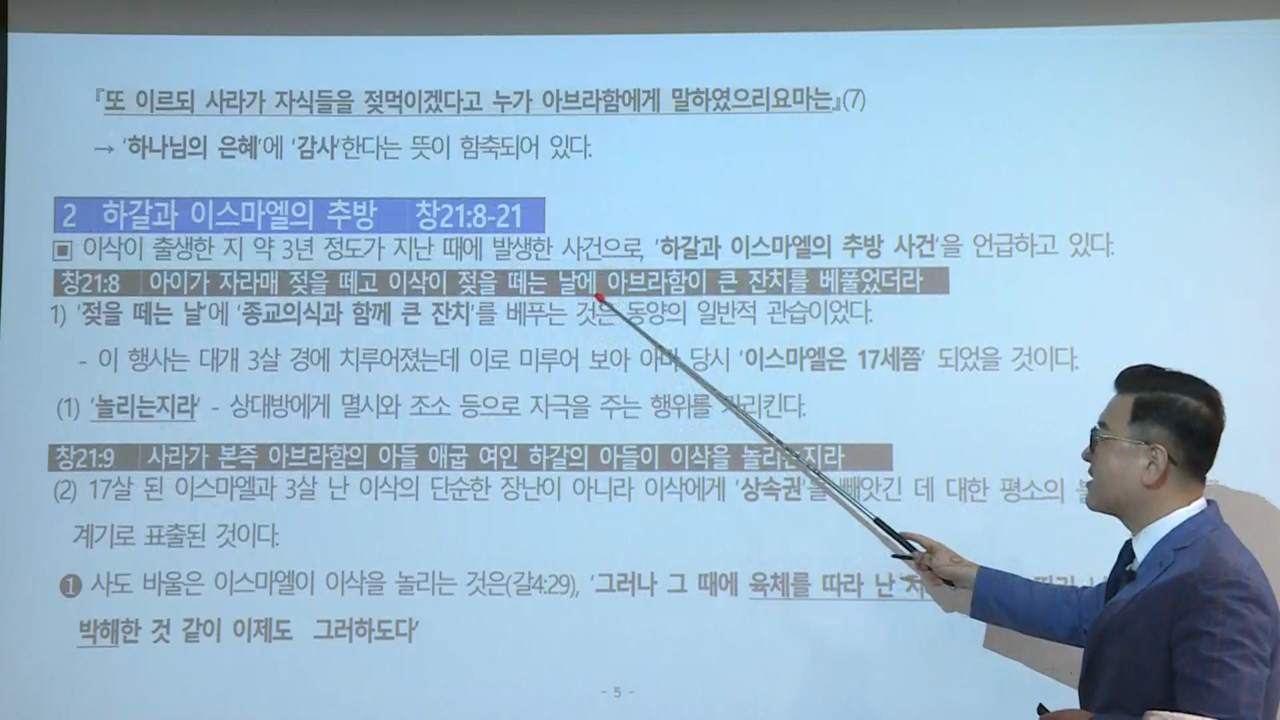 『또 이르되 사라가 자식들을 젖먹이겠다고 누가 아브라함에게 말하였으리요마는』(7)
→ '하나님의 은혜'에 '감사'한다는 뜻이 함축되어 있다.
2 하갈과 이스마엘의 추방 창21:8-21
▣ 이삭이 출생한 지 약 3년 정도가 지난 때에 발생한 사건으로, '하갈과 이스마엘의 추방 사건'을 언급하고 있다.
창21:8 아이가 자라매 젖을 떼고 이삭이 젖을 떼는 날에 아브라함이 큰 잔치를 베풀었더라
1) '젖을 떼는 날'에 '종교의식과 함께 큰 잔치'를 베푸는 것은 동양의 일반적 관습이었다.
- 이 행사는 대개 3살 경에 치루어졌는데 이로 미루어 보아 아마 당시 '이스마엘은 17세쯤' 되었을 것이다.
(1) '놀리는지라' - 상대방에게 멸시와 조소 등으로 자극을 주는 행위를 가리킨다.
창21:9 사라가 본즉 아브라함의 아들 애굽 여인 하갈의 아들이 이삭을 놀리는지라
(2) 17살 된 이스마엘과 3살 난 이삭의 단순한 장난이 아니라 이삭에게 '상속권'을 빼앗긴 데 대한 평소의
계기로 표출된 것이다.
❶ 사도 바울은 이스마엘이 이삭을 놀리는 것은(갈4:29), '그러나 그 때에 육체를 따라 난
박해한 것 같이 이제도 그러하도다'
- 5 -